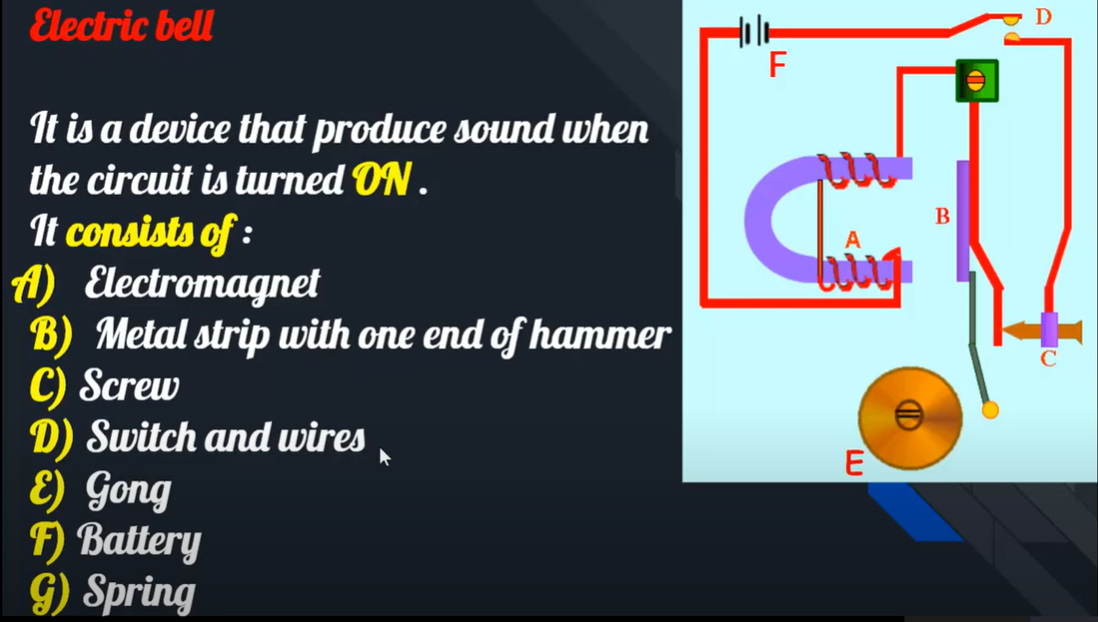 Electric bell
It is a device that produce sound when
the circuit is turned ON .
It consists of :
A) Electromagnet
B) Metal strip with one end of hammer
C) Screw
D) Switch and wires
E) Gong
F) Battery
G) Spring
D
F
B
A
C
E